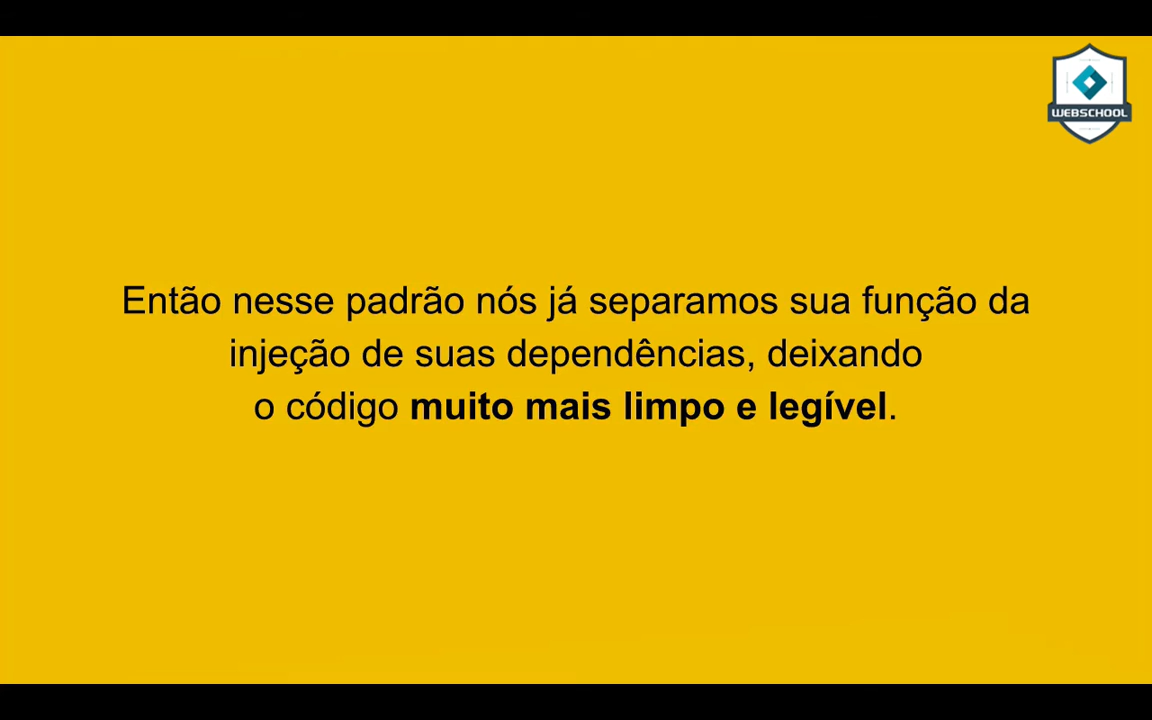 WEBSCHOOL
Então nesse padrão nós já separamos sua função da
injeção de suas dependências, deixando
o código muito mais limpo e legível.